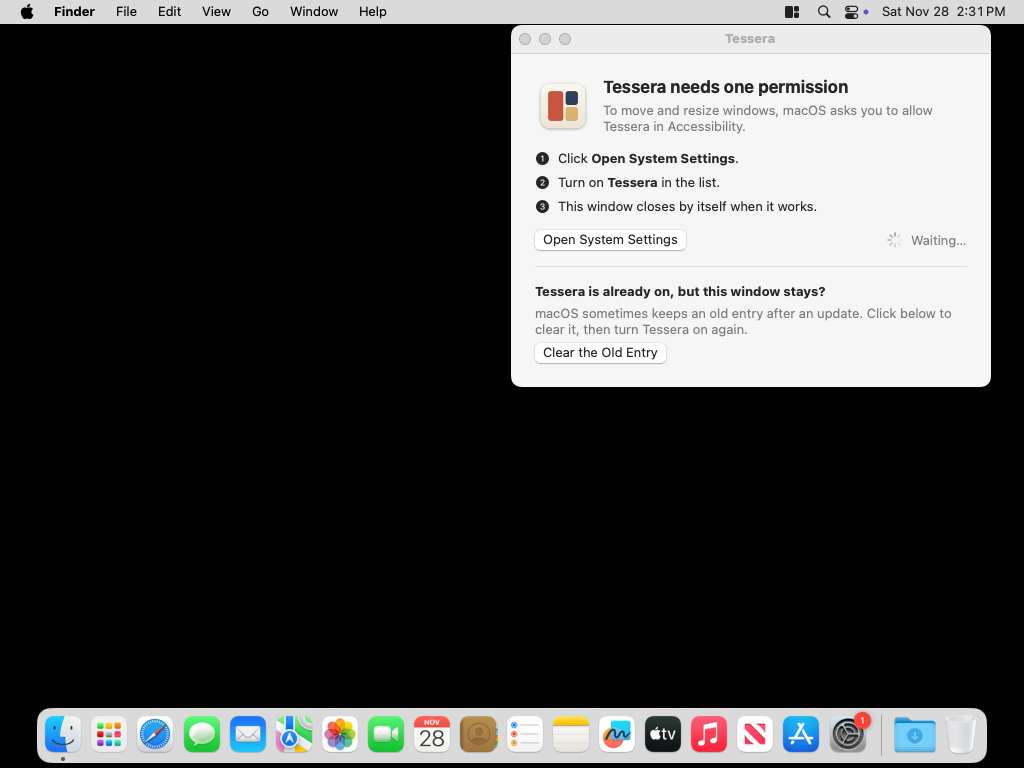 Finder File Edit View Go Window Help Sat Nov 28 2:31 PM
Tessera
Tessera needs one permission
To move and resize windows, macOS asks you to allow
Tessera in Accessibility.
1 Click Open System Settings.
2 Turn on Tessera in the list.
3 This window closes by itself when it works.
Open System Settings Waiting...
Tessera is already on, but this window stays?
macOS sometimes keeps an old entry after an update. Click below to
clear it, then turn Tessera on again.
Clear the Old Entry
NOV
28
tv
1